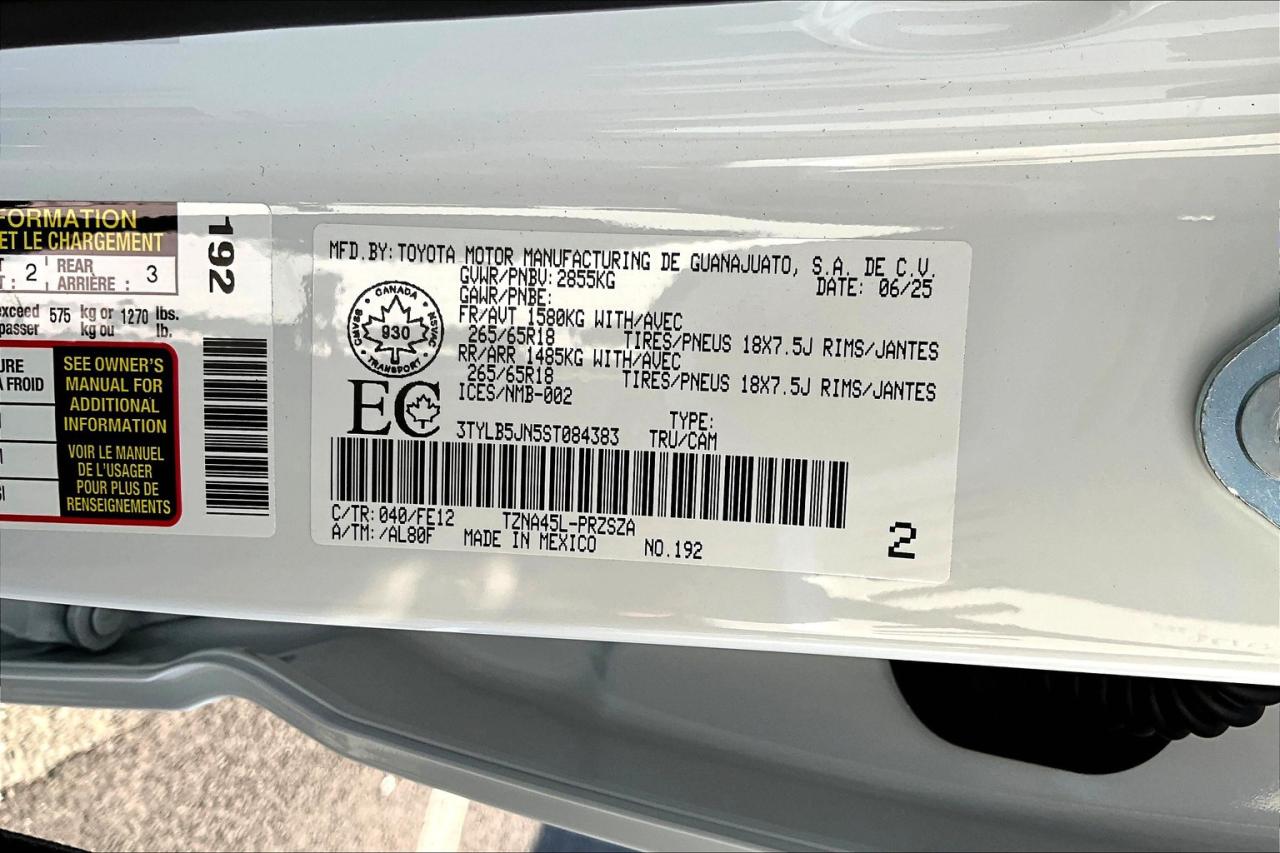 FORMATION
ET LE CHARGEMENT
2 REAR ARRIÈRE : 3
exceed 575 kg or 1270 lbs.
passer kg ou lb.
URE
A FROID
SEE OWNER'S
MANUAL FOR
ADDITIONAL
INFORMATION
VOIR LE MANUEL
DE L'USAGER
POUR PLUS DE
RENSEIGNEMENTS
192
MFD.BY: TOYOTA MOTOR MANUFACTURING DE GUANAJUATO, S.A. DE C.V.
GVWR/PNBV: 2855KG DATE: 06/25
GAWR/PNBE:
FR/AVT 1580KG WITH/AVEC
265/65R18 TIRES/PNEUS 18X7.5J RIMS/JANTES
RR/ARR 1485KG WITH/AVEC
265/65R18 TIRES/PNEUS 18X7.5J RIMS/JANTES
ICES/NMB-002
CANADA
930
TRANSPORT
EC
TYPE:
3TYLB5JN5ST084383 TRU/CAM
C/TR: 040/FE12 TZNA45L-PRZSZA
A/TM: /AL80F MADE IN MEXICO NO.192
2